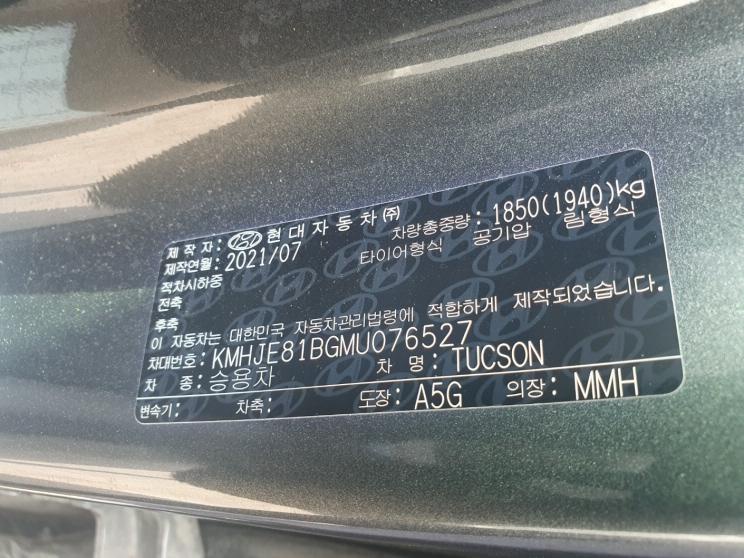 제 작 자: 현대자동차㈜ 차량총중량: 1850(1940)kg
제작연월: 2021/07 타이어형식 공기압 림형식
적차시하중
전축
후축
이 자동차는 대한민국 자동차관리법령에 적합하게 제작되었습니다.
차대번호: KMHJE81BGMU076527
차 종: 승용차 차 명: TUCSON
변속기: 차축: 도장: A5G 의장: MMH